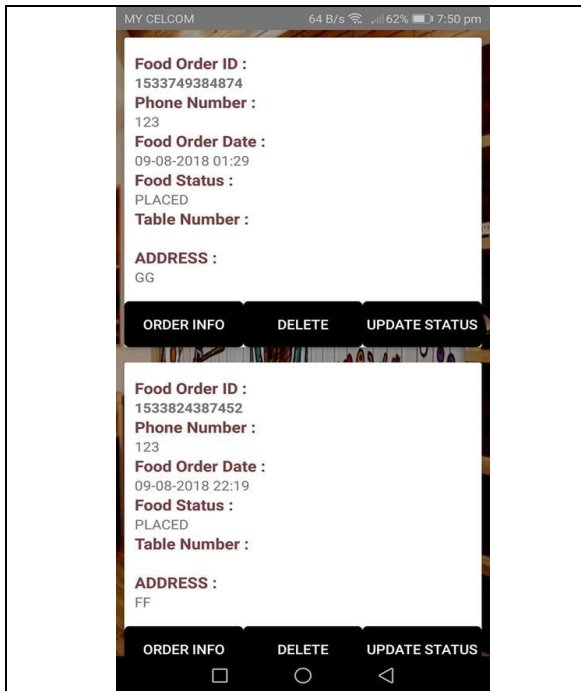 MY CELCOM 64 B/s 62% 7:50 pm
Food Order ID :
1533749384874
Phone Number :
123
Food Order Date :
09-08-2018 01:29
Food Status :
PLACED
Table Number :
ADDRESS :
GG
ORDER INFO DELETE UPDATE STATUS
Food Order ID :
1533824387452
Phone Number :
123
Food Order Date :
09-08-2018 22:19
Food Status :
PLACED
Table Number :
ADDRESS :
FF
ORDER INFO DELETE UPDATE STATUS